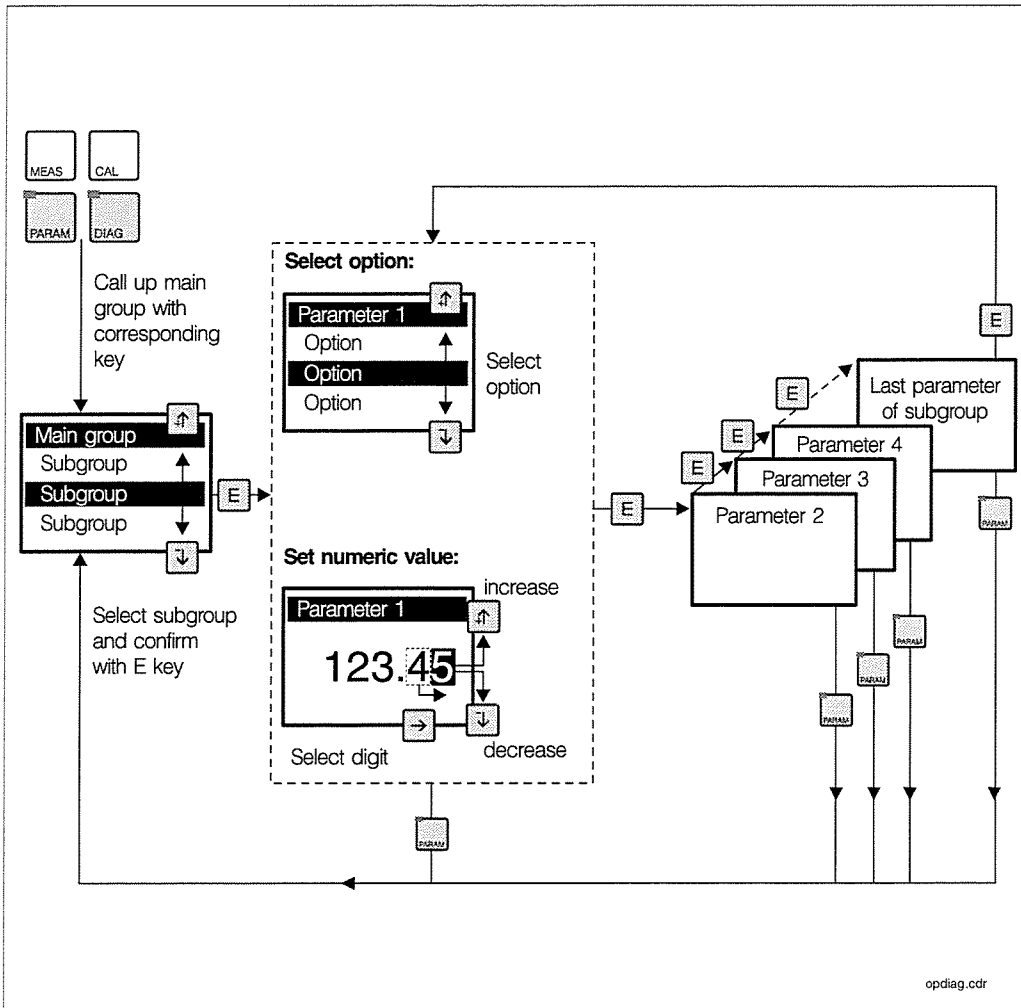 MEAS
CAL
PARAM
DIAG
Call up main
group with
corresponding
key
Main group
Subgroup
Subgroup
Subgroup
E
Select subgroup
and confirm
with E key
Select option:
Parameter 1
Option
Option
Option
Select
option
Set numeric value:
Parameter 1
increase
123.45
Select digit
decrease
PARAM
E
E
E
E
E
Last parameter
of subgroup
Parameter 4
Parameter 3
Parameter 2
PARAM
PARAM
PARAM
PARAM
opdiag.cdr